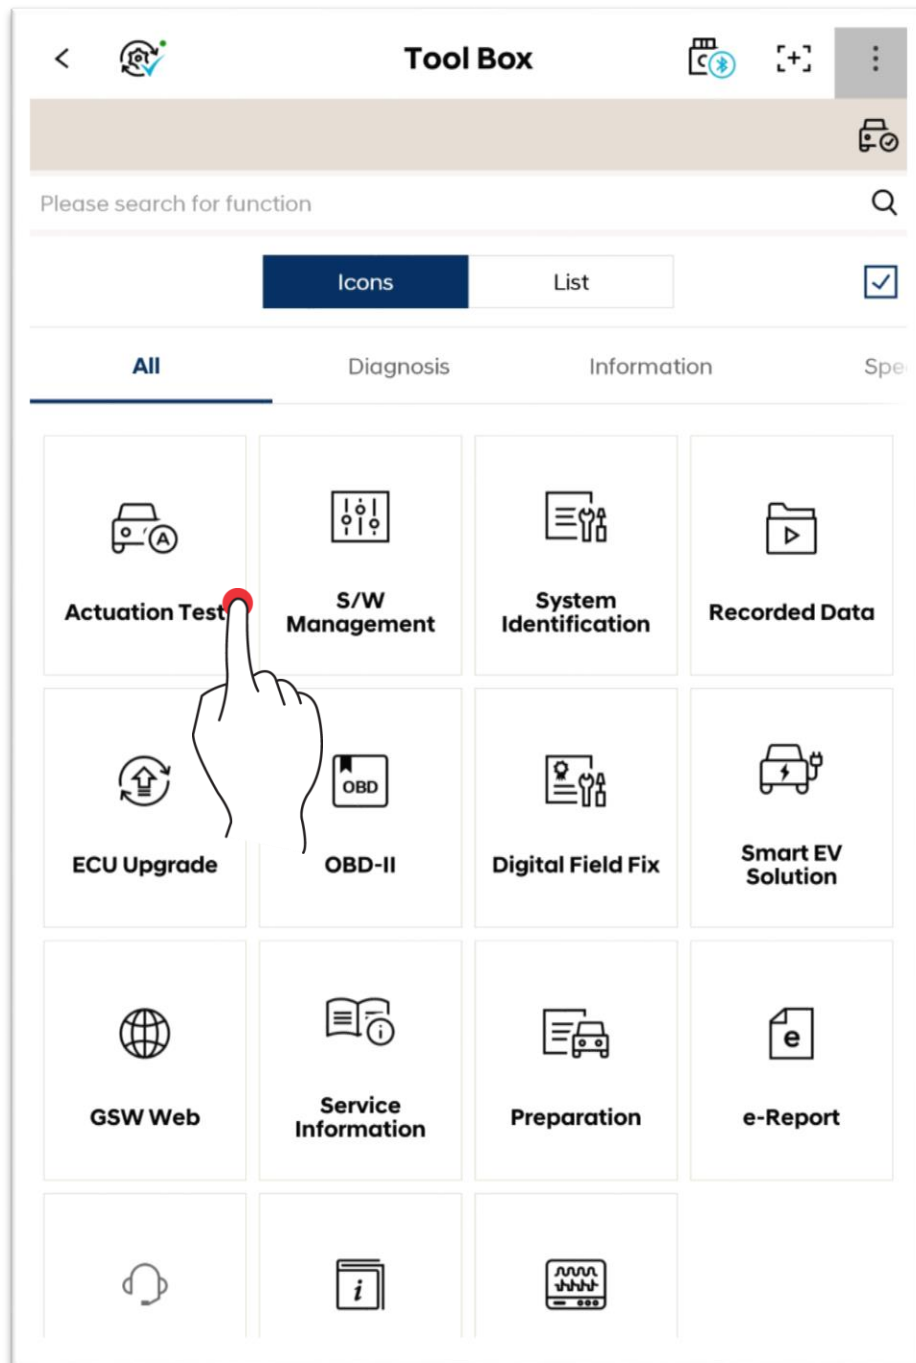 Tool Box
Please search for function
Icons
List
All
Diagnosis
Information
Spe
Actuation Test
S/W
Management
System
Identification
Recorded Data
ECU Upgrade
OBD
OBD-II
Digital Field Fix
Smart EV
Solution
GSW Web
Service
Information
Preparation
e-Report